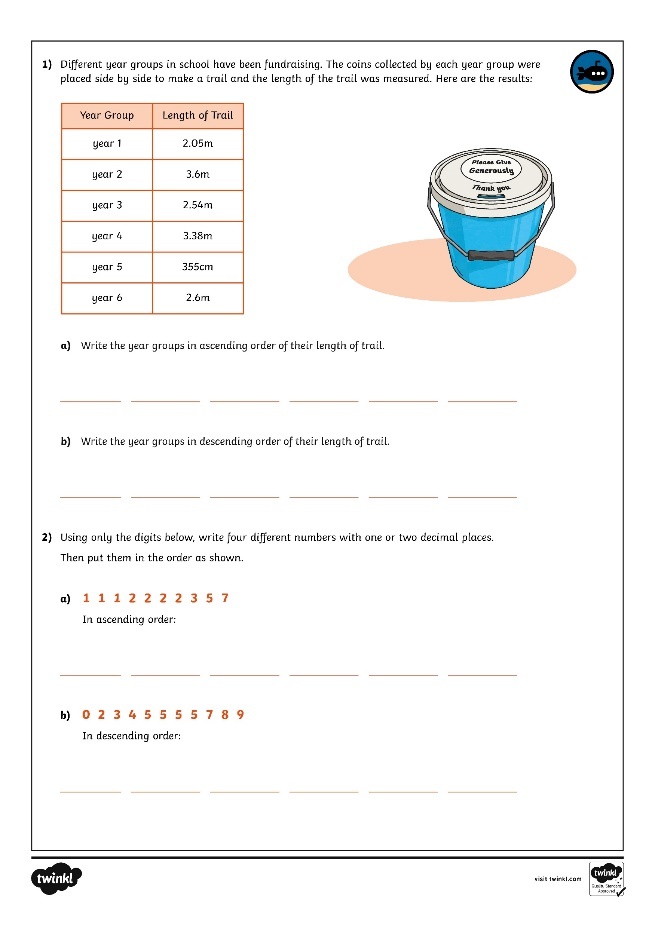 1) Different year groups in school have been fundraising. The coins collected by each year group were
placed side by side to make a trail and the length of the trail was measured. Here are the results:
Year Group Length of Trail
year 1 2.05m
year 2 3.6m
year 3 2.54m
year 4 3.38m
year 5 355cm
year 6 2.6m
Please Give
Generously
Thank you
a) Write the year groups in ascending order of their length of trail.
b) Write the year groups in descending order of their length of trail.
2) Using only the digits below, write four different numbers with one or two decimal places.
Then put them in the order as shown.
a) 1 1 1 2 2 2 2 3 5 7
In ascending order:
b) 0 2 3 4 5 5 5 5 7 8 9
In descending order:
twinkl
visit twinkl.com
twinkl
Quality Standard
Approved